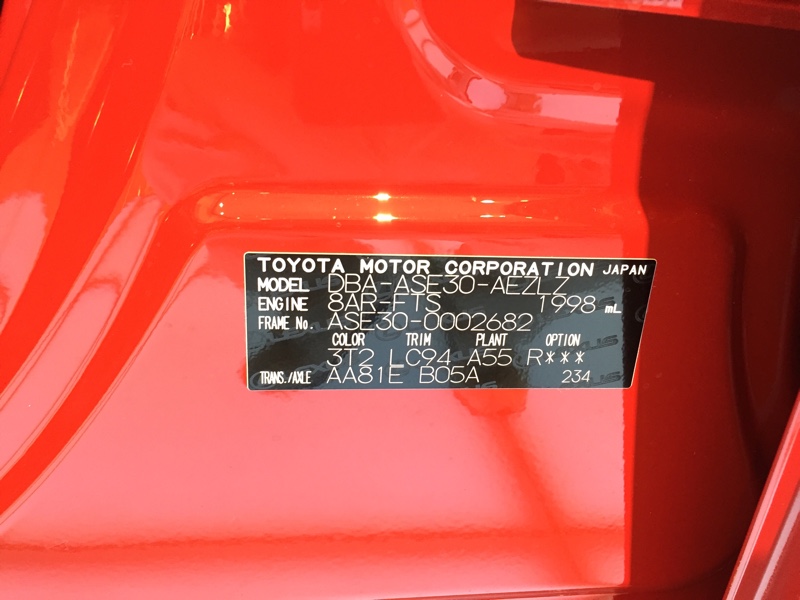 TOYOTA MOTOR CORPORATION JAPAN
MODEL DBA-ASE30-AEZLZ
ENGINE 8AR-FTS 1998 mL
FRAME No. ASE30-0002682
COLOR TRIM PLANT OPTION
3T2 LC94 A55 R***
TRANS./AXLE AA81E B05A 234